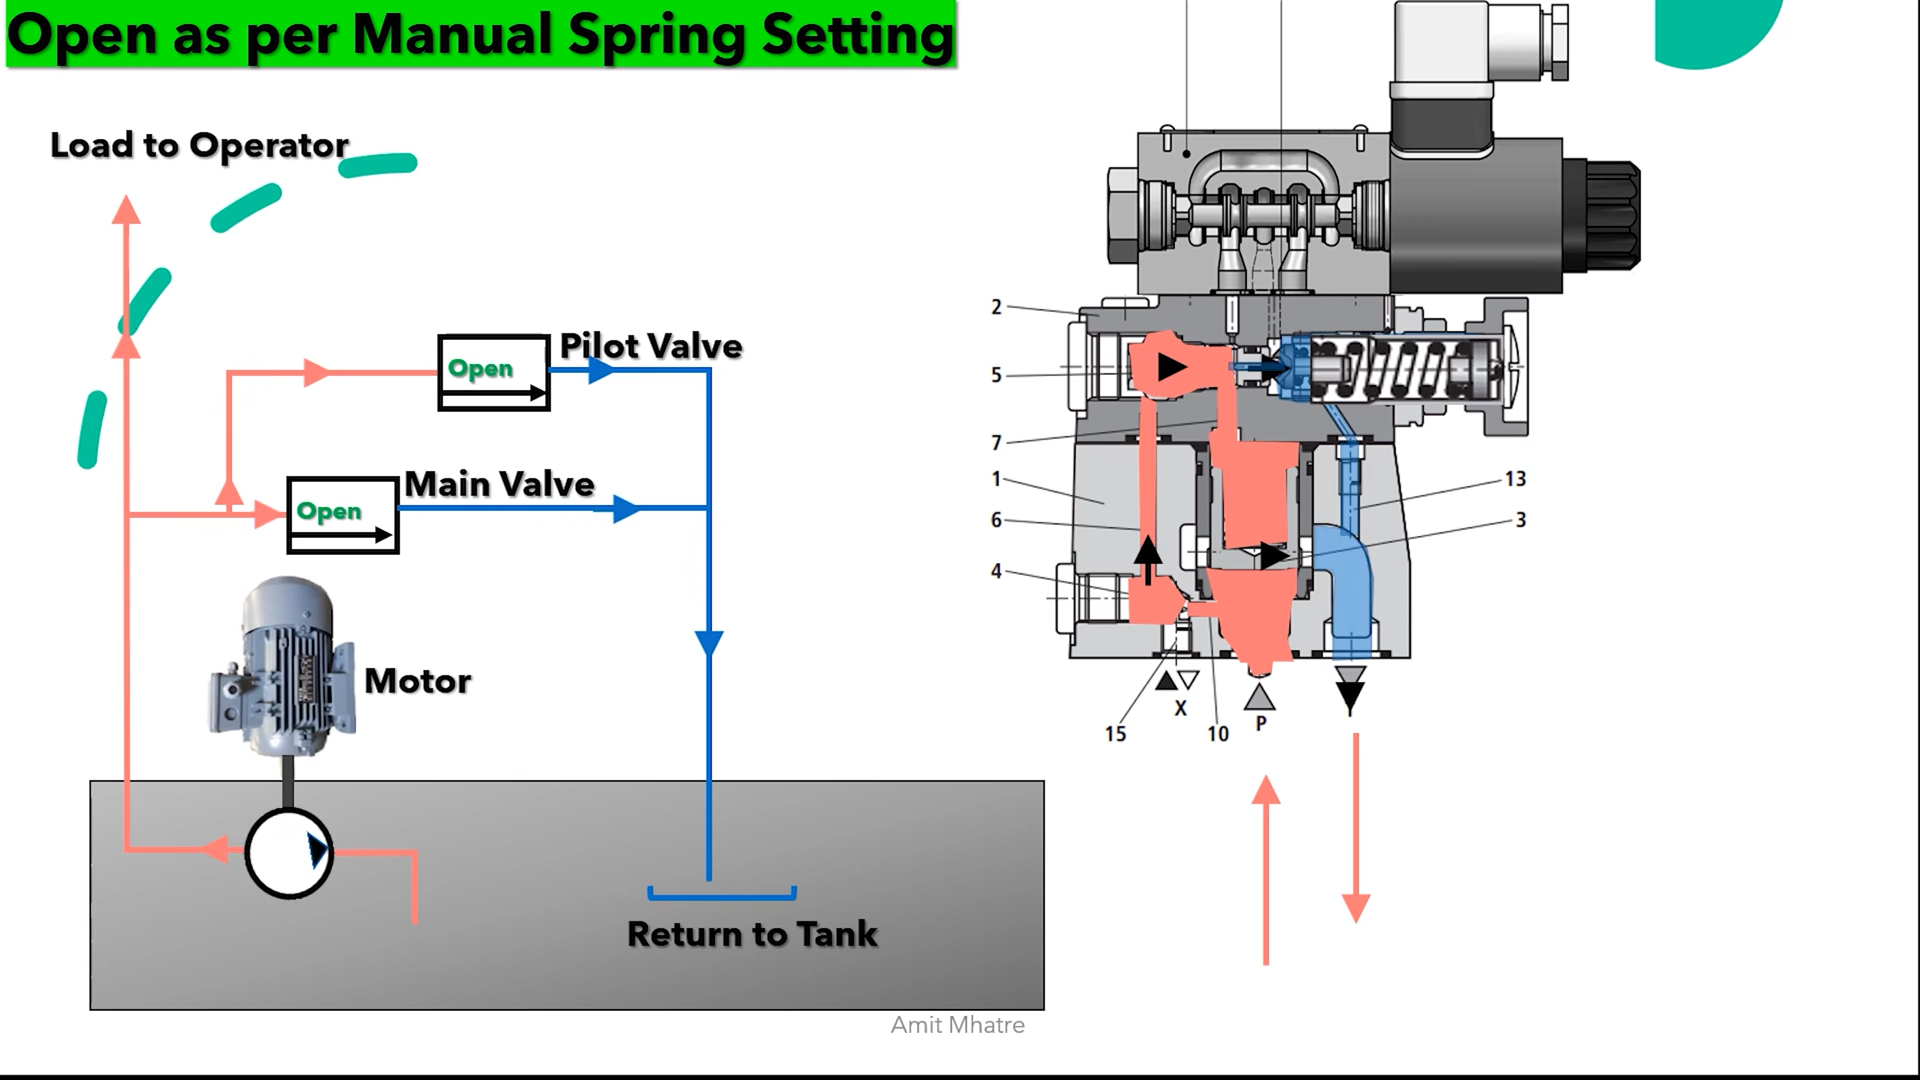 Open as per Manual Spring Setting
Load to Operator
Pilot Valve
Open
Main Valve
Open
Motor
Return to Tank
Amit Mhatre
2
5
7
1
6
4
13
3
X
P
15
10